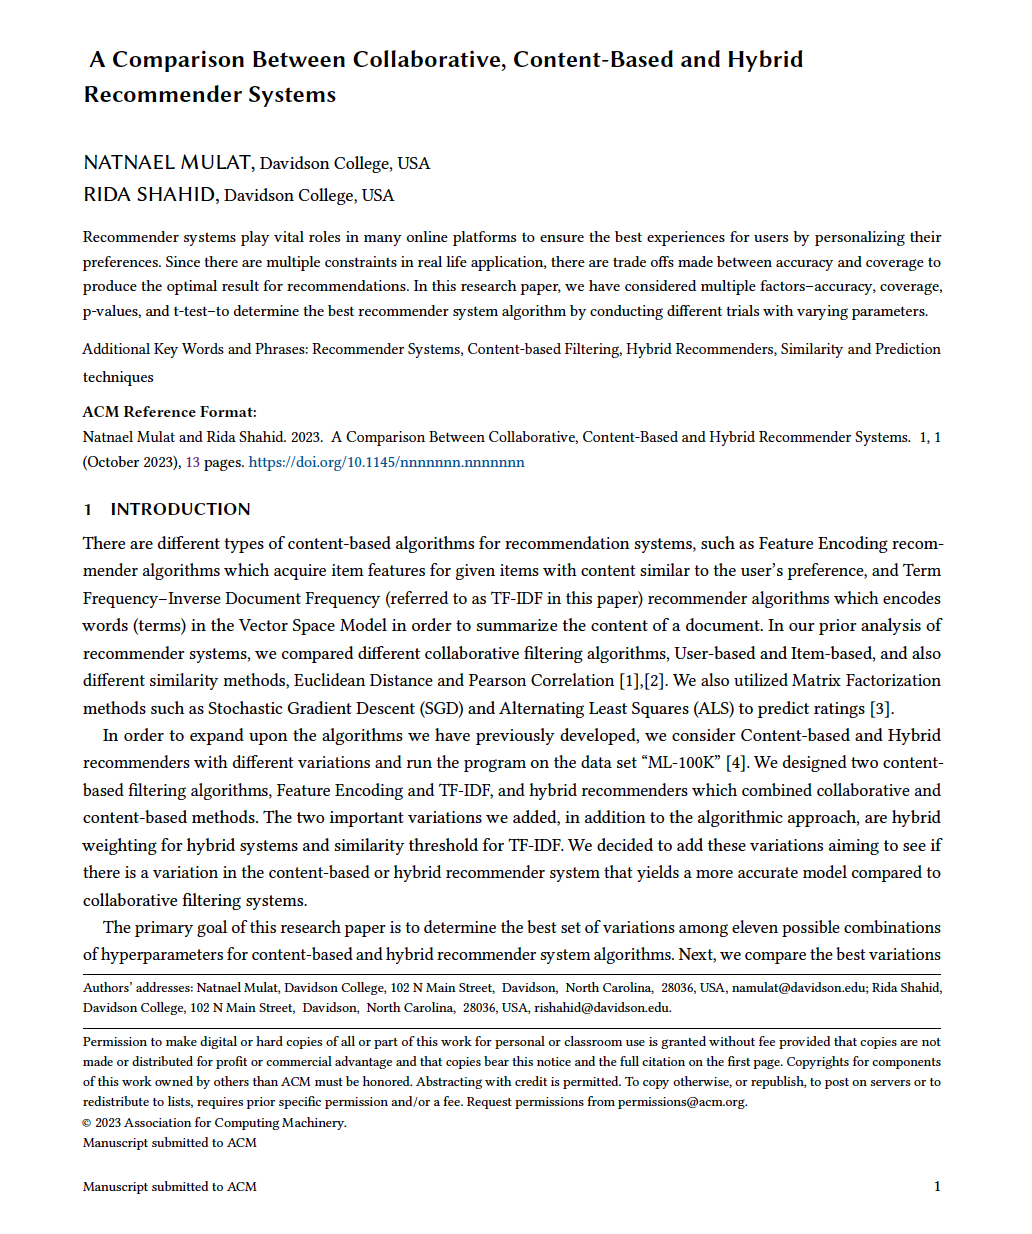 A Comparison Between Collaborative, Content-Based and Hybrid
Recommender Systems
NATNAEL MULAT, Davidson College, USA
RIDA SHAHID, Davidson College, USA
Recommender systems play vital roles in many online platforms to ensure the best experiences for users by personalizing their
preferences. Since there are multiple constraints in real life application, there are trade offs made between accuracy and coverage to
produce the optimal result for recommendations. In this research paper, we have considered multiple factors–accuracy, coverage,
p-values, and t-test–to determine the best recommender system algorithm by conducting different trials with varying parameters.
Additional Key Words and Phrases: Recommender Systems, Content-based Filtering, Hybrid Recommenders, Similarity and Prediction
techniques
ACM Reference Format:
Natnael Mulat and Rida Shahid. 2023. A Comparison Between Collaborative, Content-Based and Hybrid Recommender Systems. 1, 1
(October 2023), 13 pages. https://doi.org/10.1145/nnnnnnn.nnnnnnn
1 INTRODUCTION
There are different types of content-based algorithms for recommendation systems, such as Feature Encoding recom-
mender algorithms which acquire item features for given items with content similar to the user's preference, and Term
Frequency–Inverse Document Frequency (referred to as TF-IDF in this paper) recommender algorithms which encodes
words (terms) in the Vector Space Model in order to summarize the content of a document. In our prior analysis of
recommender systems, we compared different collaborative filtering algorithms, User-based and Item-based, and also
different similarity methods, Euclidean Distance and Pearson Correlation [1],[2]. We also utilized Matrix Factorization
methods such as Stochastic Gradient Descent (SGD) and Alternating Least Squares (ALS) to predict ratings [3].
In order to expand upon the algorithms we have previously developed, we consider Content-based and Hybrid
recommenders with different variations and run the program on the data set “ML-100K” [4]. We designed two content-
based filtering algorithms, Feature Encoding and TF-IDF, and hybrid recommenders which combined collaborative and
content-based methods. The two important variations we added, in addition to the algorithmic approach, are hybrid
weighting for hybrid systems and similarity threshold for TF-IDF. We decided to add these variations aiming to see if
there is a variation in the content-based or hybrid recommender system that yields a more accurate model compared to
collaborative filtering systems.
The primary goal of this research paper is to determine the best set of variations among eleven possible combinations
of hyperparameters for content-based and hybrid recommender system algorithms. Next, we compare the best variations
Authors' addresses: Natnael Mulat, Davidson College, 102 N Main Street, Davidson, North Carolina, 28036, USA, namulat@davidson.edu; Rida Shahid,
Davidson College, 102 N Main Street, Davidson, North Carolina, 28036, USA, rishahid@davidson.edu.
Permission to make digital or hard copies of all or part of this work for personal or classroom use is granted without fee provided that copies are not
made or distributed for profit or commercial advantage and that copies bear this notice and the full citation on the first page. Copyrights for components
of this work owned by others than ACM must be honored. Abstracting with credit is permitted. To copy otherwise, or republish, to post on servers or to
redistribute to lists, requires prior specific permission and/or a fee. Request permissions from permissions@acm.org.
© 2023 Association for Computing Machinery.
Manuscript submitted to ACM
Manuscript submitted to ACM 1